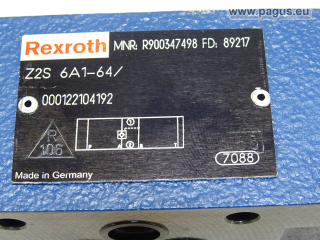 © www.pagus.eu
Rexroth MNR: R900347498 FD: 89217
Z2S 6A1-64/
000122104192
R
106
P A B T
7088
Made in Germany